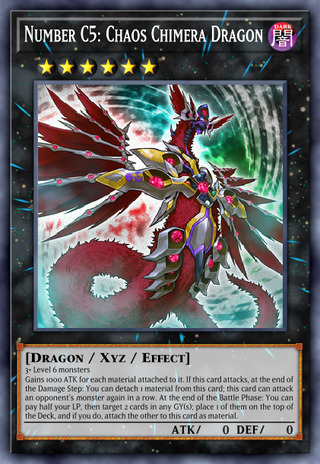 Number C5: Chaos Chimera Dragon
DARK
闇
[Dragon / Xyz / Effect]
3+ Level 6 monsters
Gains 1000 ATK for each material attached to it. If this card attacks, at the end of
the Damage Step: You can detach 1 material from this card; this card can attack
an opponent's monster again in a row. At the end of the Battle Phase: You can
pay half your LP, then target 2 cards in any GY(s); place 1 of them on the top of
the Deck, and if you do, attach the other to this card as material.
ATK/ 0 DEF/ 0